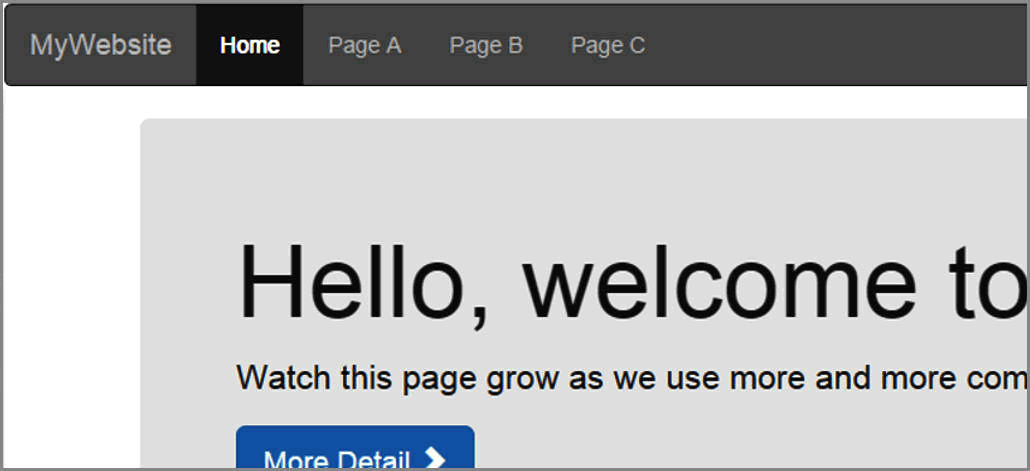 MyWebsite Home Page A Page B Page C
Hello, welcome to
Watch this page grow as we use more and more com
More Detail